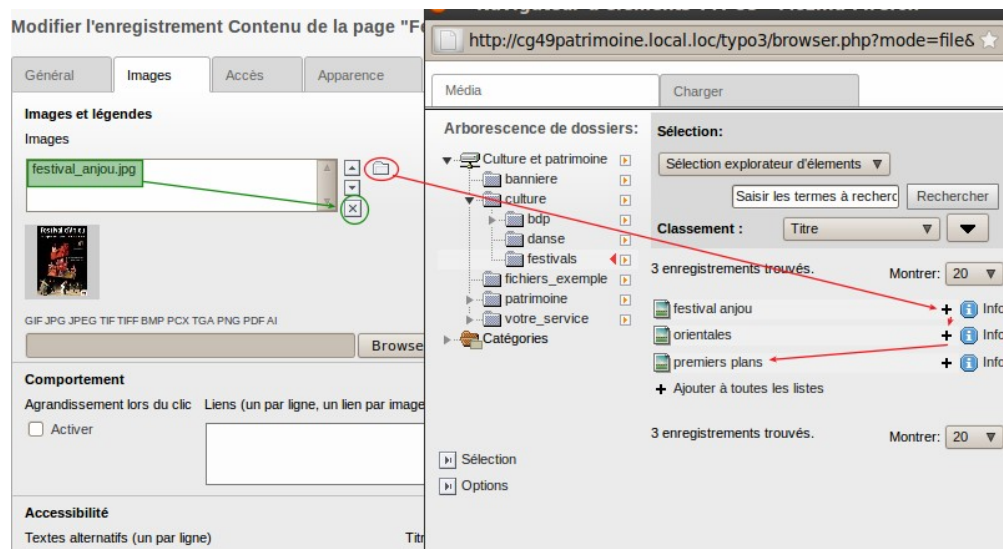 Modifier l'enregistrement Contenu de la page "Fe
Général Images Accès Apparence
Images et légendes
Images
festival_anjou.jpg
Festival d'Anjou
GIF JPG JPEG TIF TIFF BMP PCX TGA PNG PDF AI
Browse
Comportement
Agrandissement lors du clic Liens (un par ligne, un lien par image
Activer
Accessibilité
Textes alternatifs (un par ligne) Titr
http://cg49patrimoine.local.loc/typo3/browser.php?mode=file&
Média Charger
Arborescence de dossiers:
Culture et patrimoine
banniere
culture
bdp
danse
festivals
fichiers_exemple
patrimoine
votre_service
Catégories
Sélection
Options
Sélection:
Sélection explorateur d'élements
Saisir les termes à recherc Rechercher
Classement : Titre
3 enregistrements trouvés. Montrer: 20
festival anjou Info
orientales Info
premiers plans Info
Ajouter à toutes les listes
3 enregistrements trouvés. Montrer: 20